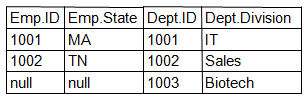 Emp.ID Emp.State Dept.ID Dept.Division
1001 MA 1001 IT
1002 TN 1002 Sales
null null 1003 Biotech